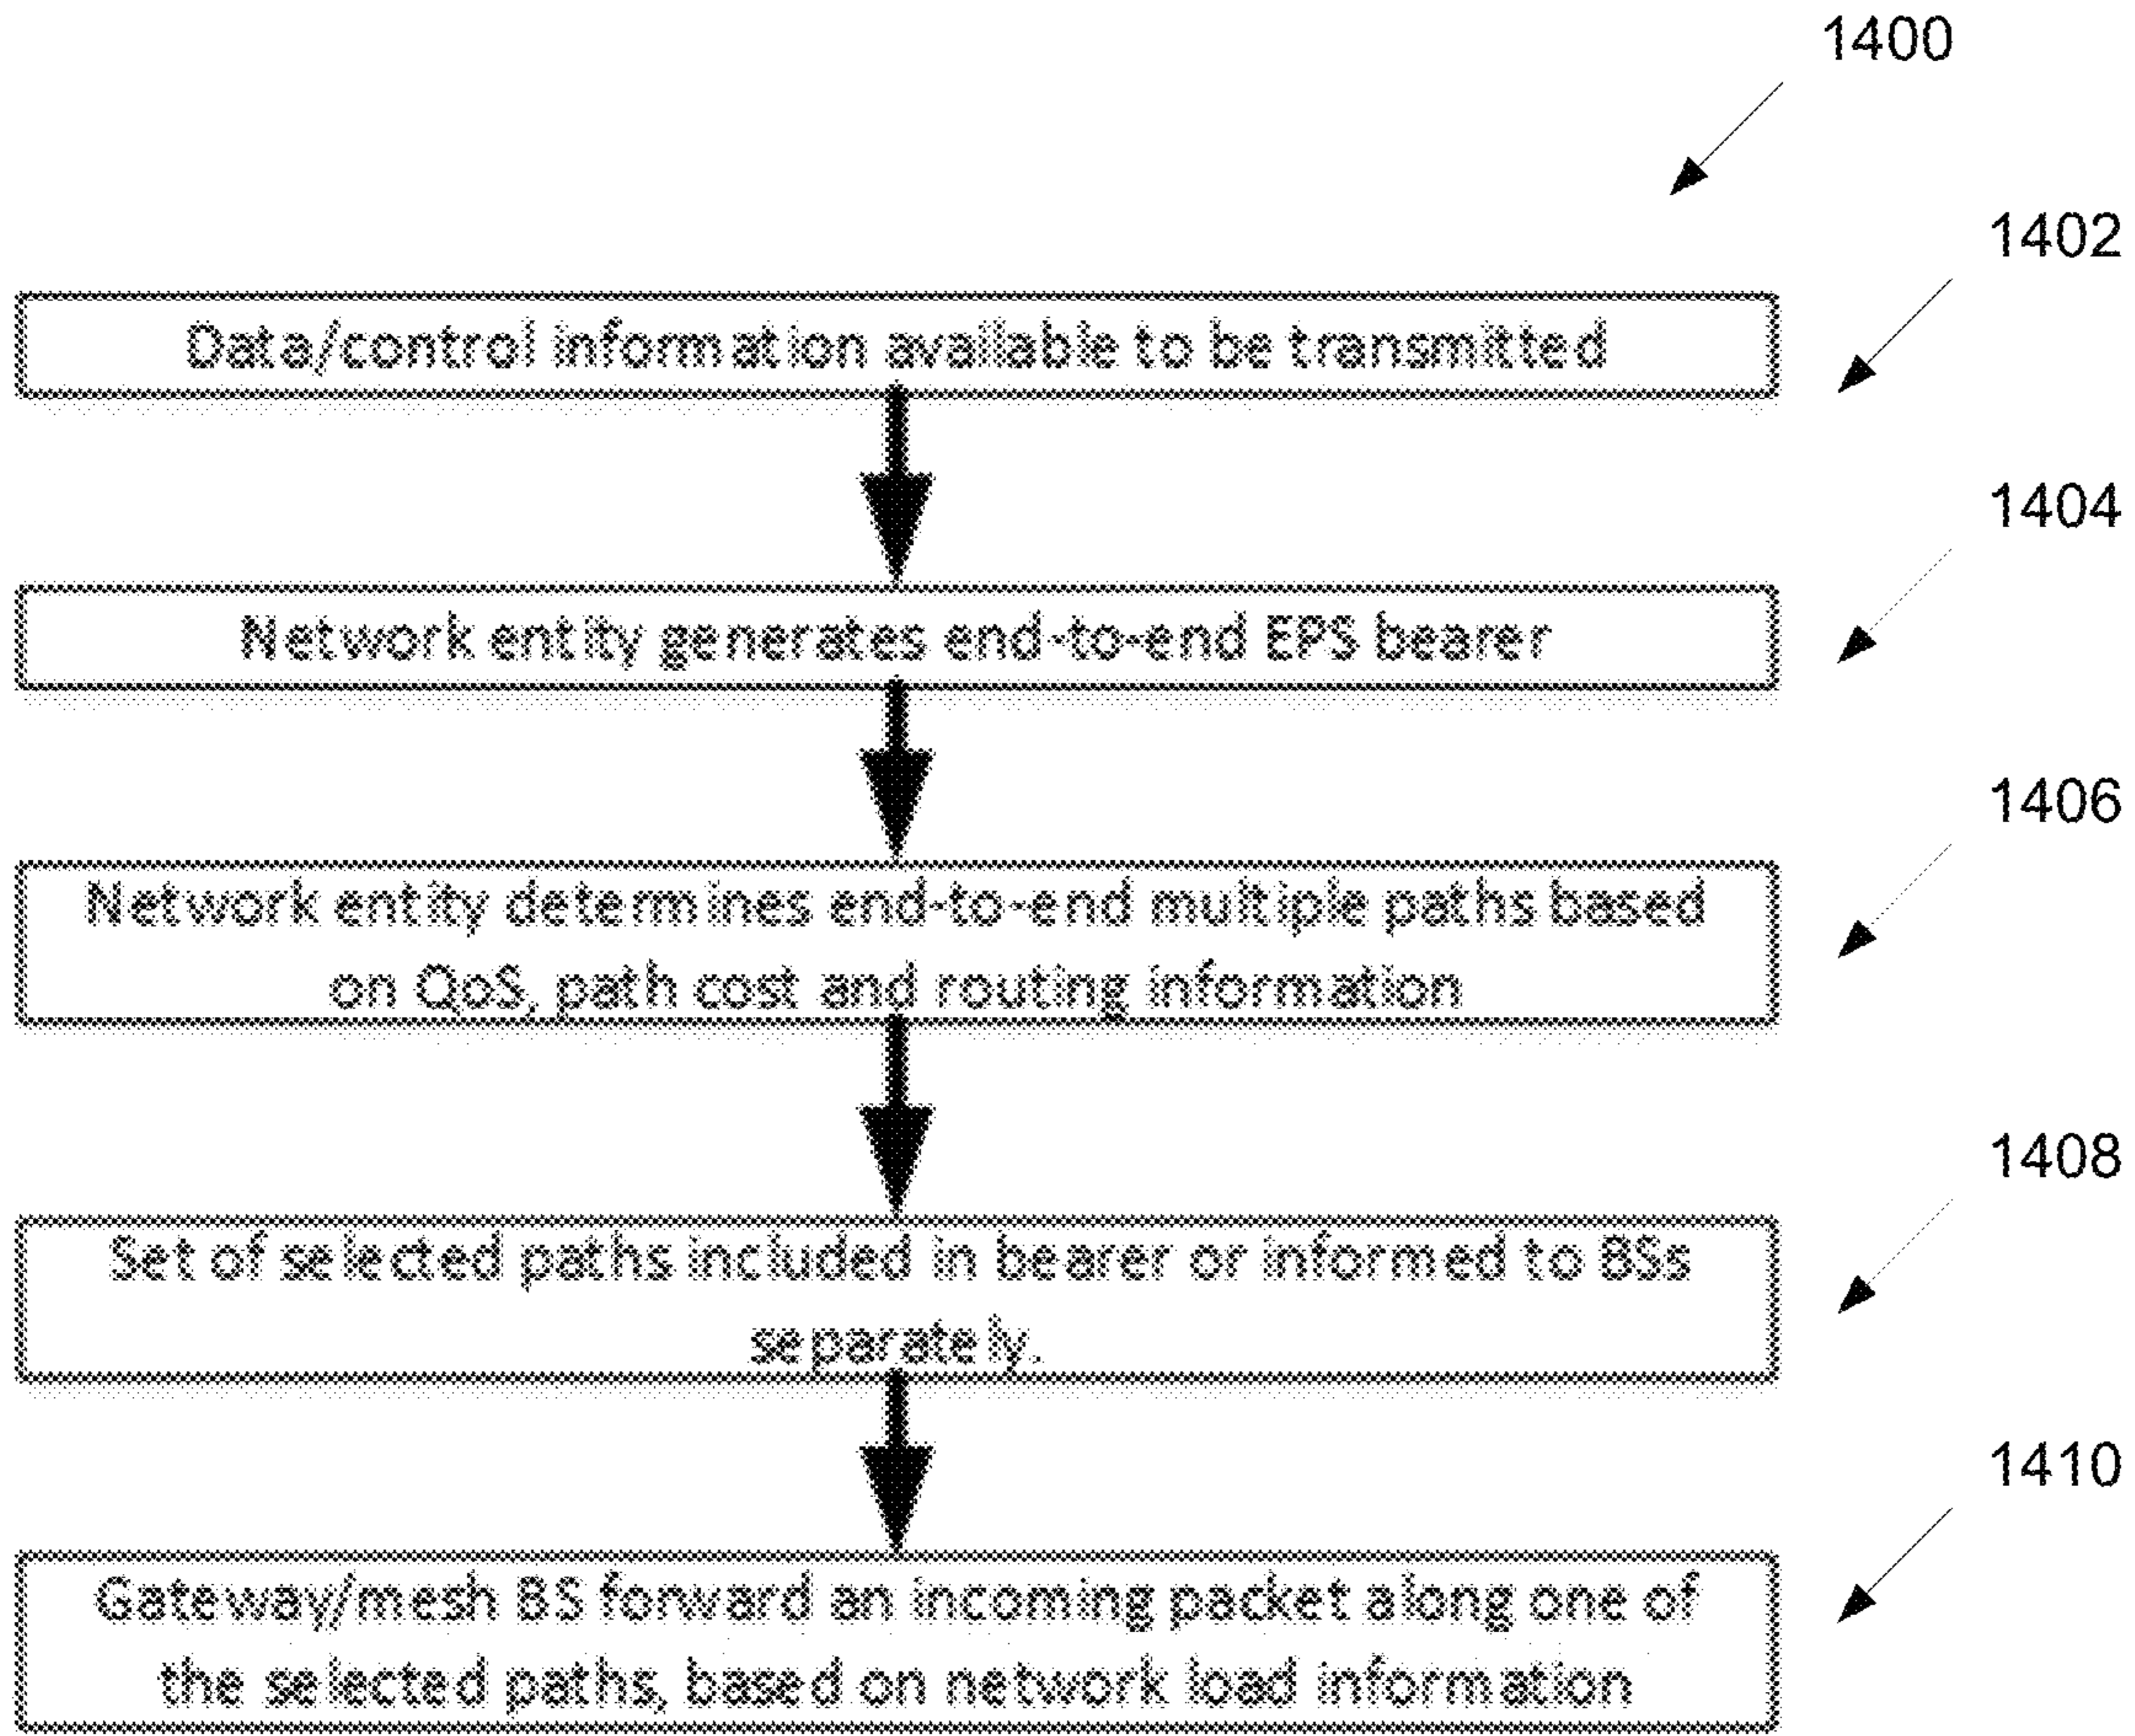 1400
1402
Data/control information available to be transmitted
1404
Network entity generates end-to-end EPS bearer
1406
Network entity determines end-to-end multiple paths based
on QoS, path cost and routing information
1408
Set of selected paths included in bearer or informed to BSs
separately.
1410
Gateway/mesh BS forward an incoming packet along one of
the selected paths, based on network load information